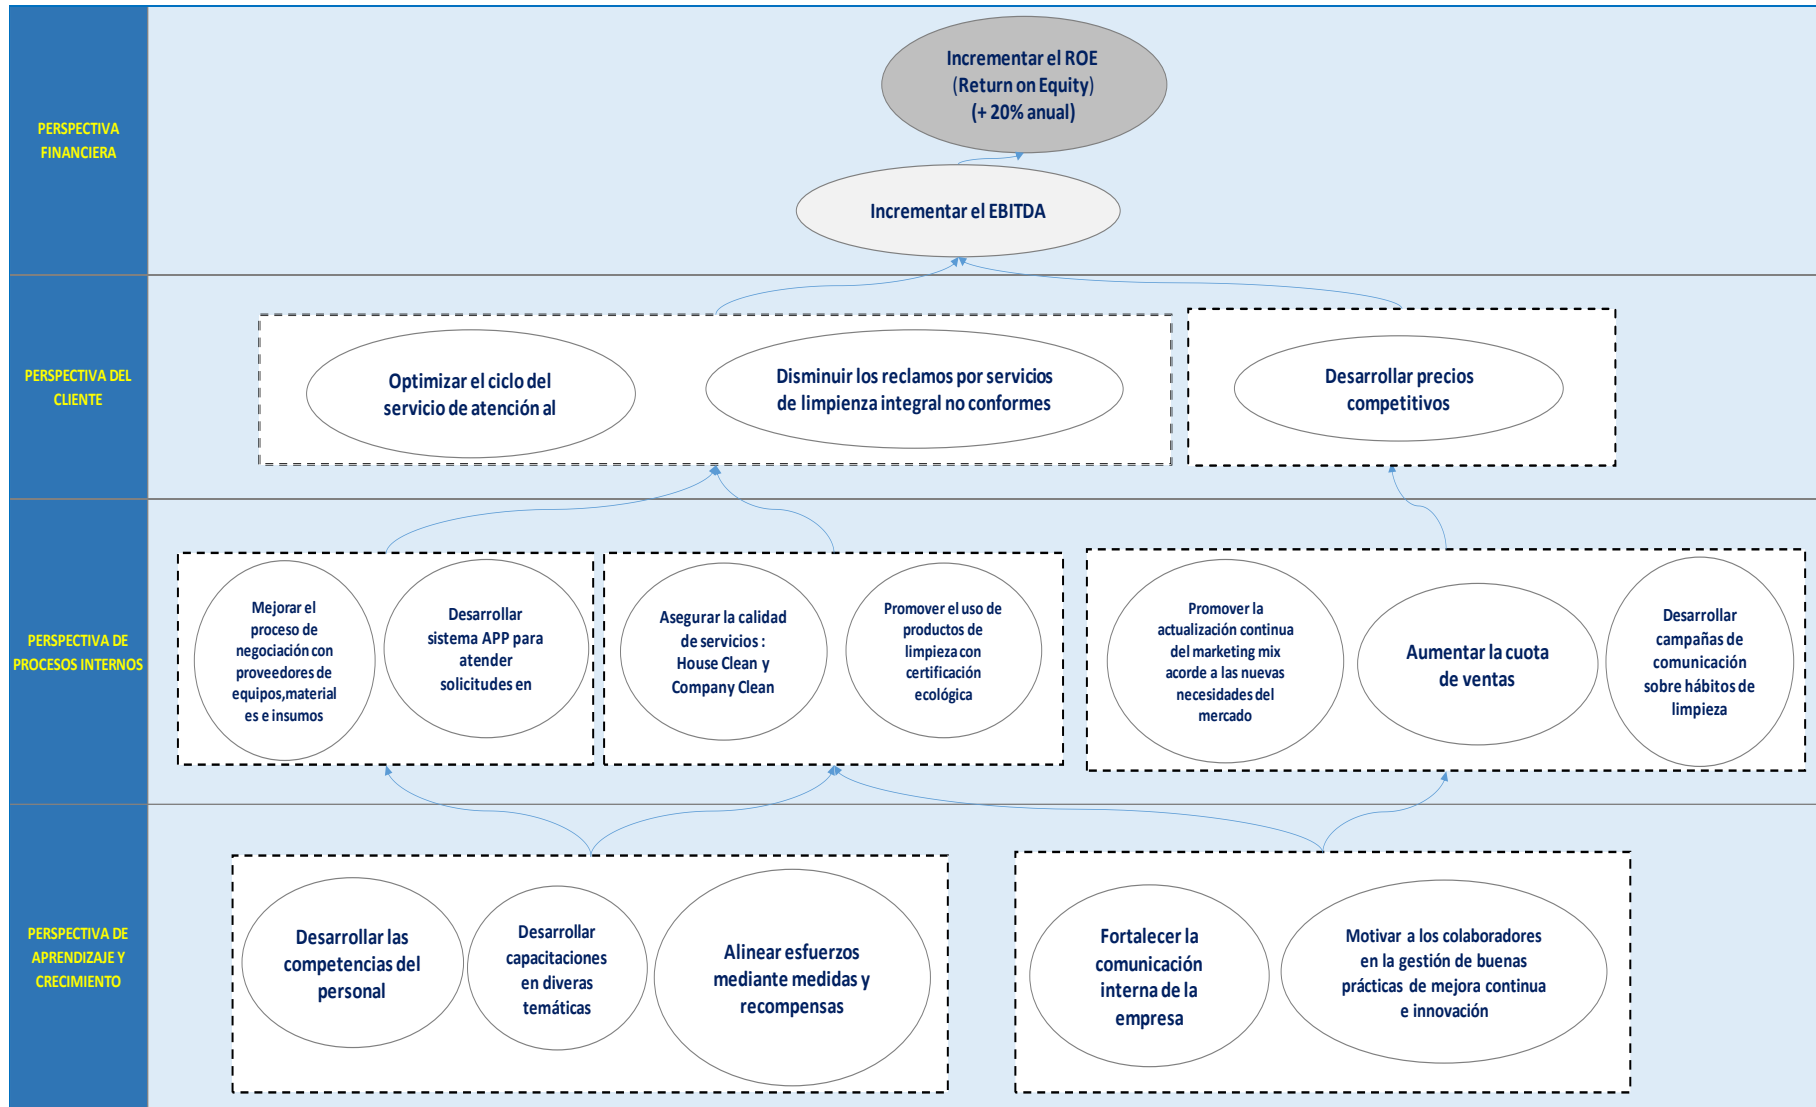 PERSPECTIVA
FINANCIERA
Incrementar el ROE
(Return on Equity)
(+ 20% anual)
Incrementar el EBITDA
PERSPECTIVA DEL
CLIENTE
Optimizar el ciclo del
servicio de atención al
Disminuir los reclamos por servicios
de limpienza integral no conformes
Desarrollar precios
competitivos
PERSPECTIVA DE
PROCESOS INTERNOS
Mejorar el
proceso de
negociación con
proveedores de
equipos,material
es e insumos
Desarrollar
sistema APP para
atender
solicitudes en
Asegurar la calidad
de servicios :
House Clean y
Company Clean
Promover el uso de
productos de
limpieza con
certificación
ecológica
Promover la
actualización continua
del marketing mix
acorde a las nuevas
necesidades del
mercado
Aumentar la cuota
de ventas
Desarrollar
campañas de
comunicación
sobre hábitos de
limpieza
PERSPECTIVA DE
APRENDIZAJE Y
CRECIMIENTO
Desarrollar las
competencias del
personal
Desarrollar
capacitaciones
en diveras
temáticas
Alinear esfuerzos
mediante medidas y
recompensas
Fortalecer la
comunicación
interna de la
empresa
Motivar a los colaboradores
en la gestión de buenas
prácticas de mejora continua
e innovación